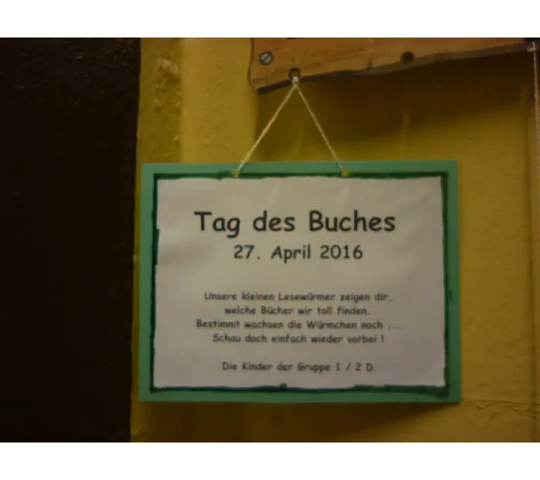 Tag des Buches
27. April 2016
Unsere kleinen Lesewürmer zeigen dir,
welche Bücher wir toll finden.
Bestimmt wachsen die Würmchen noch ...
Schau doch einfach wieder vorbei !
Die Kinder der Gruppe 1 / 2 D